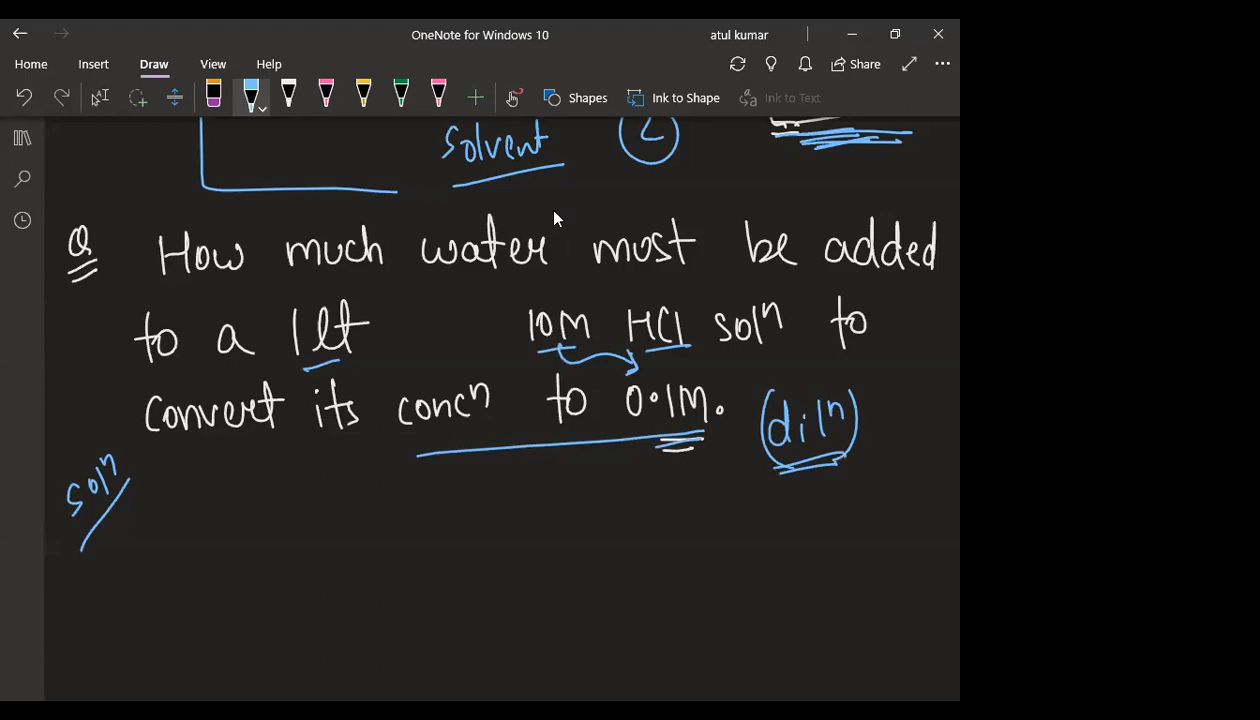 OneNote for Windows 10
atul kumar
Home Insert Draw View Help
Share
Shapes Ink to Shape Ink to Text
Solvent 2
Q How much water must be added
to a 1 lt 10M HCl solⁿ to
convert its concⁿ to 0.1M. (dilⁿ)
Solⁿ